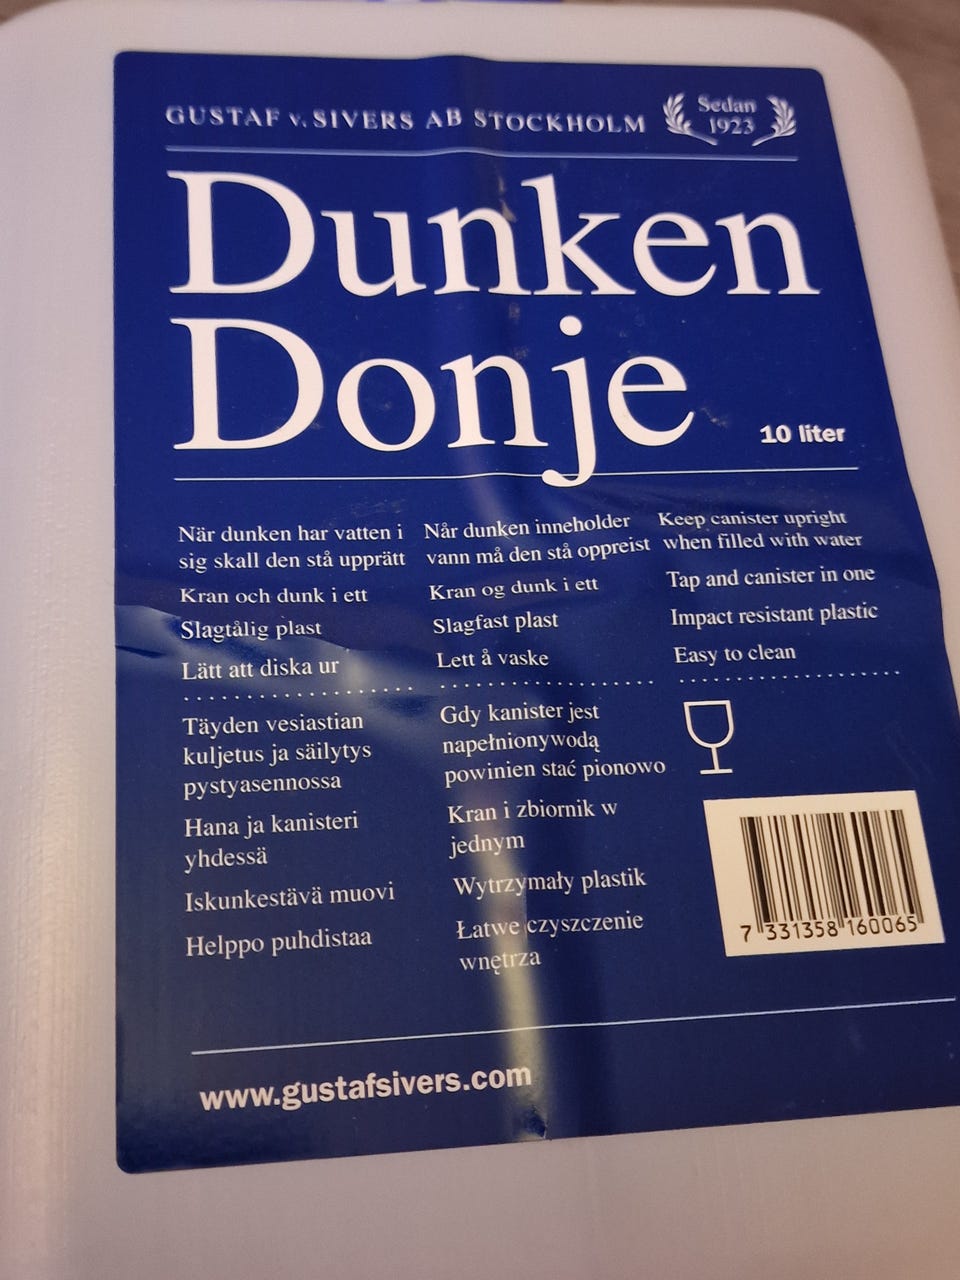 GUSTAF v. SIVERS AB STOCKHOLM
Sedan
1923
Dunken
Donje
10 liter
När dunken har vatten i
sig skall den stå upprätt
Kran och dunk i ett
Slagtålig plast
Lätt att diska ur
Når dunken inneholder
vann må den stå oppreist
Kran og dunk i ett
Slagfast plast
Lett å vaske
Keep canister upright
when filled with water
Tap and canister in one
Impact resistant plastic
Easy to clean
Täyden vesiastian
kuljetus ja säilytys
pystyasennossa
Hana ja kanisteri
yhdessä
Iskunkestävä muovi
Helppo puhdistaa
Gdy kanister jest
napełnionywodą
powinien stać pionowo
Kran i zbiornik w
jednym
Wytrzymały plastik
Łatwe czyszczenie
wnętrza
7 331358 160065
www.gustafsivers.com